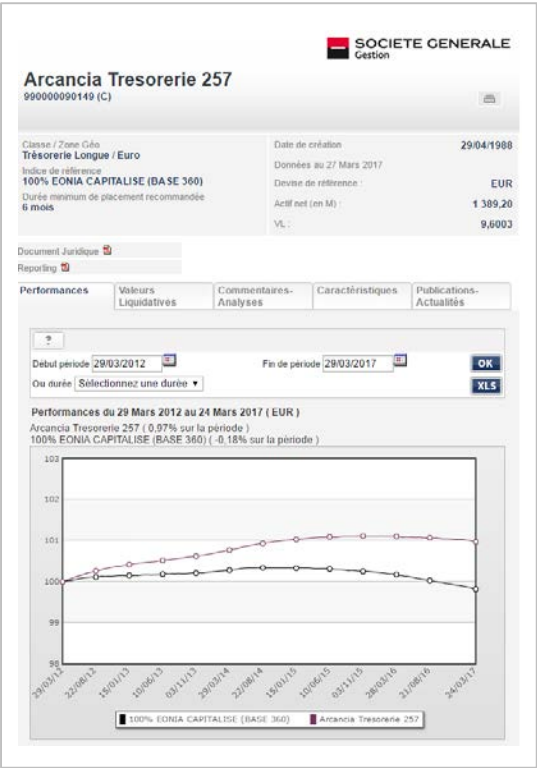 SOCIETE GENERALE
Gestion
Arcancia Tresorerie 257
990000090149 (C)
Classe / Zone Géo
Trésorerie Longue / Euro
Indice de référence
100% EONIA CAPITALISE (BASE 360)
Durée minimum de placement recommandée
6 mois
Date de création 29/04/1988
Données au 27 Mars 2017
Devise de référence : EUR
Actif net (en M) : 1 389,20
VL : 9,6003
Document Juridique
Reporting
Performances
Valeurs Liquidatives
Commentaires-Analyses
Caractéristiques
Publications-Actualités
?
Début période 29/03/2012 Fin de période 29/03/2017 OK
Ou durée Sélectionnez une durée XLS
Performances du 29 Mars 2012 au 24 Mars 2017 ( EUR )
Arcancia Tresorerie 257 ( 0,97% sur la période )
100% EONIA CAPITALISE (BASE 360) ( -0,18% sur la période )
103
102
101
100
99
98
29/03/12 22/08/12 15/01/13 10/06/13 03/11/13 29/03/14 22/08/14 15/01/15 10/06/15 03/11/15 28/03/16 21/08/16 24/03/17
100% EONIA CAPITALISE (BASE 360) Arcancia Tresorerie 257